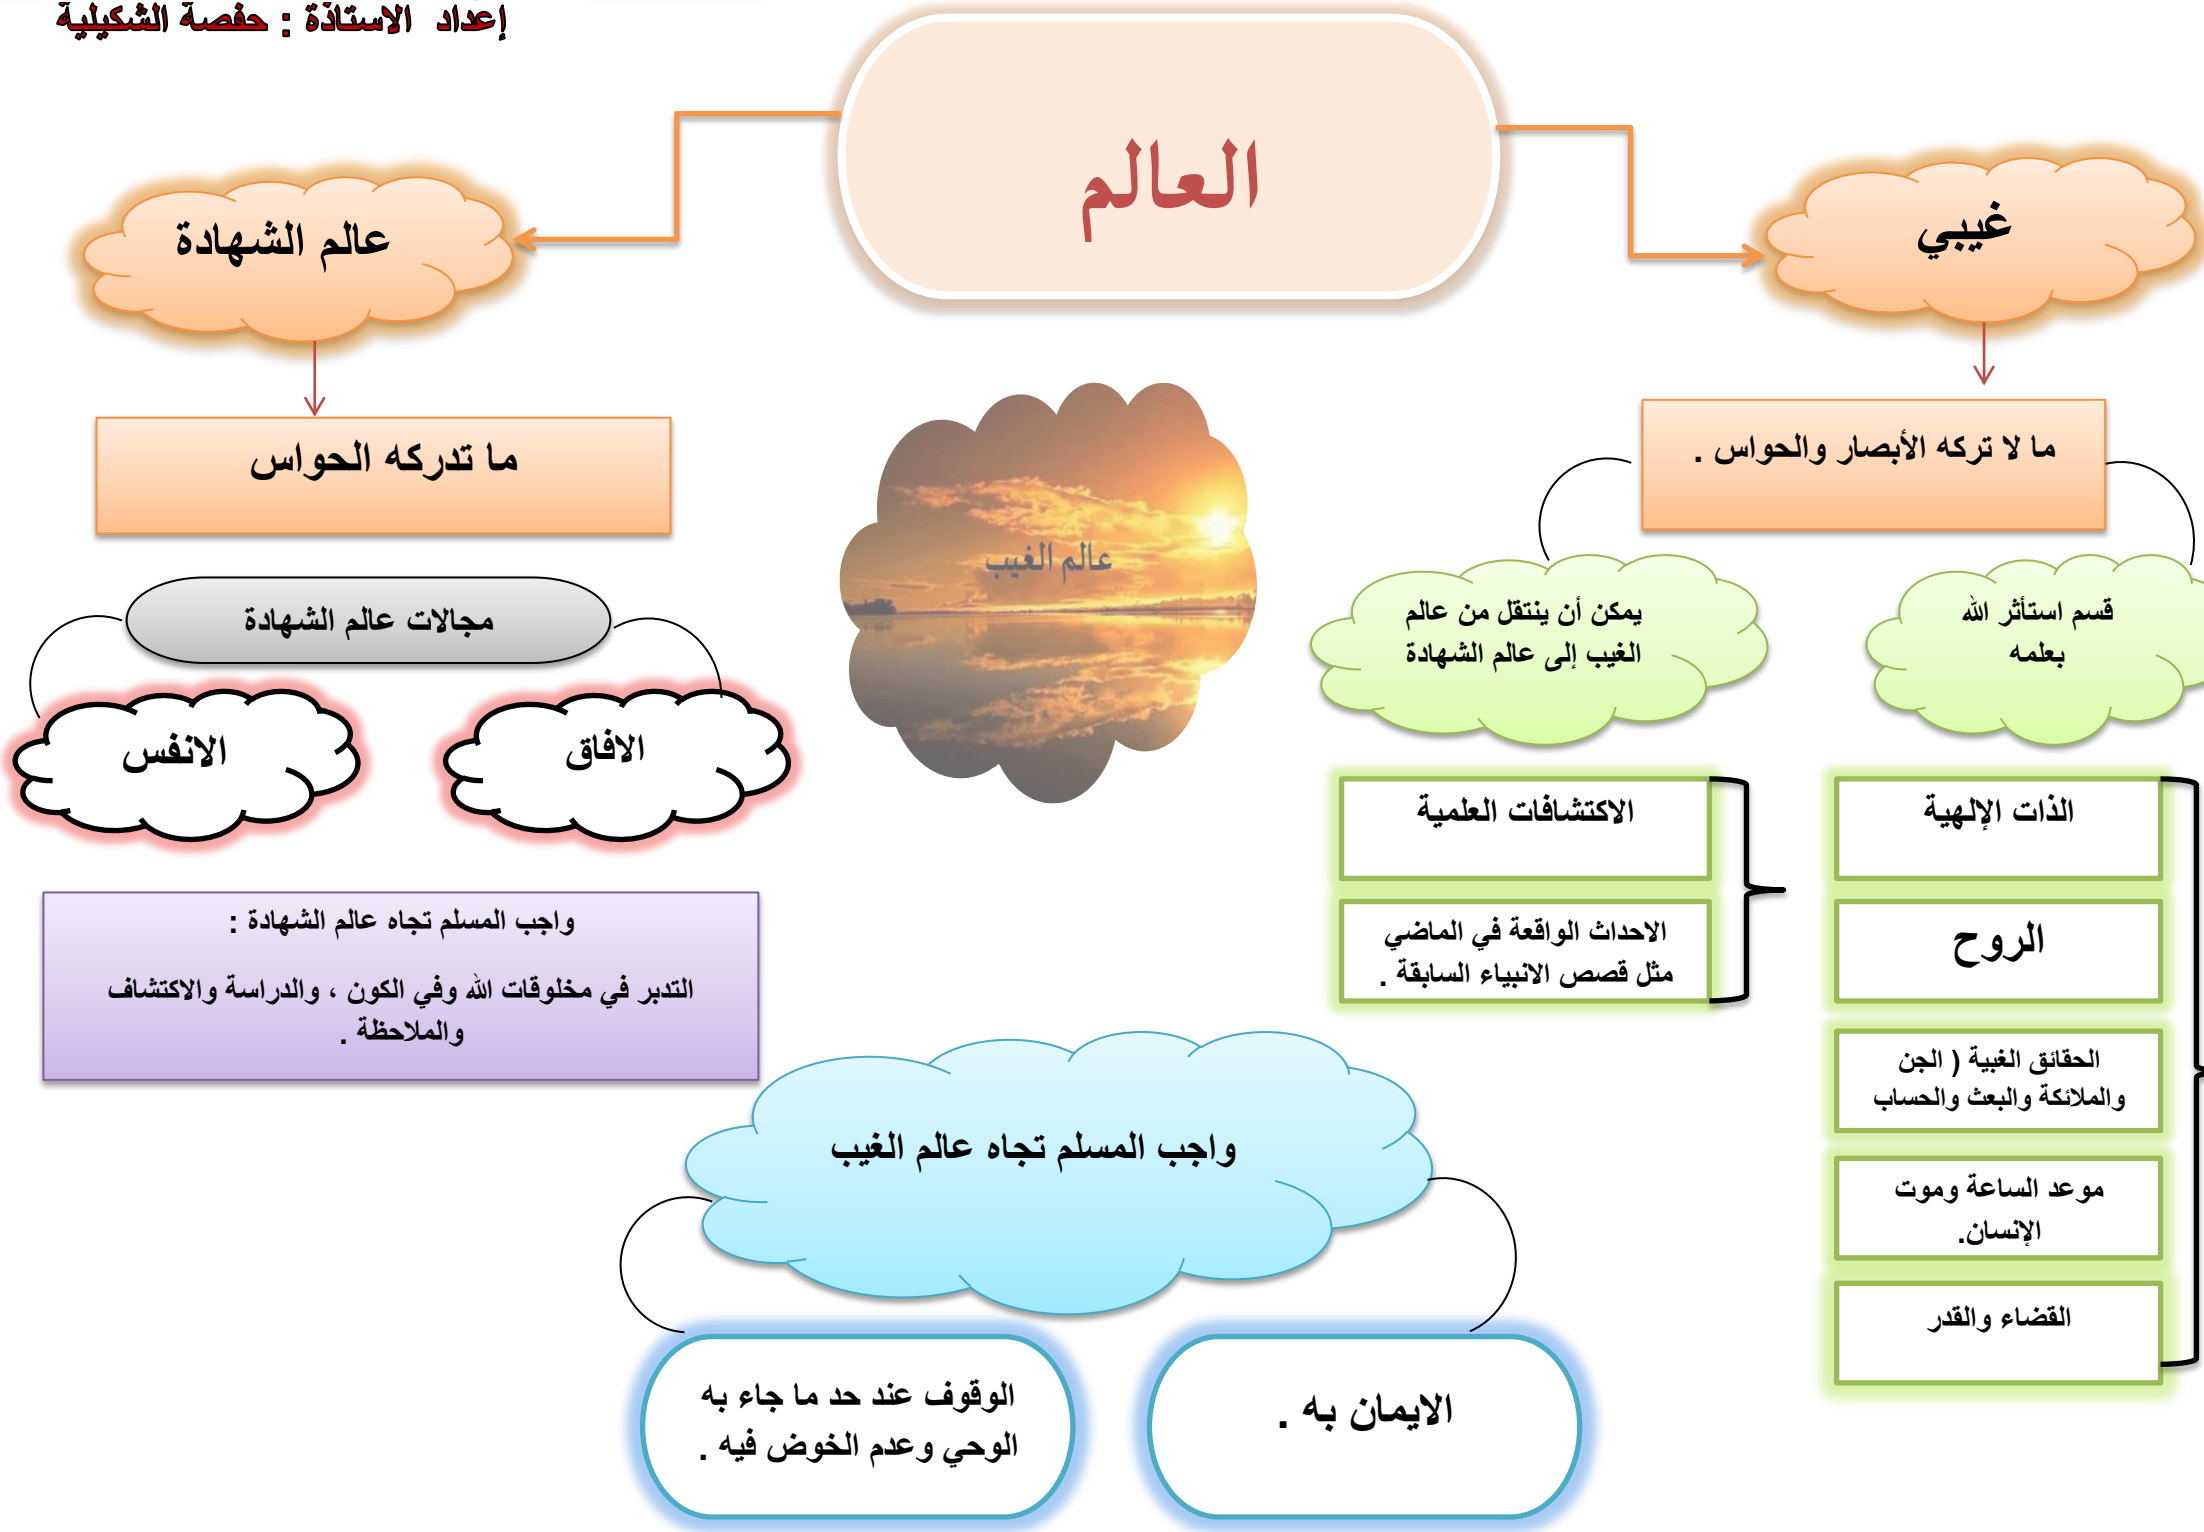 إعداد الاستاذة : حفصة الشكيلية
العالم
غيبي
عالم الشهادة
ما لا تركه الأبصار والحواس .
ما تدركه الحواس
عالم الغيب
قسم استأثر الله
بعلمه
يمكن أن ينتقل من عالم
الغيب إلى عالم الشهادة
مجالات عالم الشهادة
الافاق
الانفس
الذات الإلهية
الروح
الحقائق الغبية ( الجن
والملائكة والبعث والحساب
موعد الساعة وموت
الإنسان.
القضاء والقدر
الاكتشافات العلمية
الاحداث الواقعة في الماضي
مثل قصص الانبياء السابقة .
واجب المسلم تجاه عالم الشهادة :
التدبر في مخلوقات الله وفي الكون ، والدراسة والاكتشاف
والملاحظة .
واجب المسلم تجاه عالم الغيب
الايمان به .
الوقوف عند حد ما جاء به
الوحي وعدم الخوض فيه .